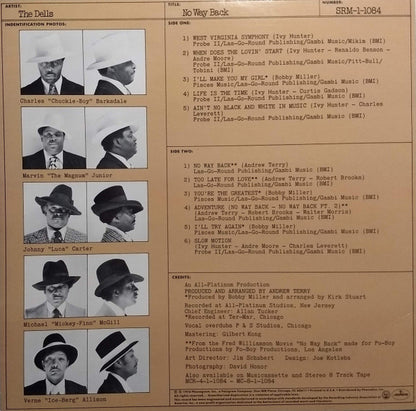 ARTIST:
The Dells
TITLE:
No Way Back
NUMBER:
SRM-1-1084
INDENTIFICATION PHOTOS:
Charles "Chuckie-Boy" Barksdale
Marvin "The Magnum" Junior
Johnny "Luca" Carter
Michael "Mickey-Finn" McGill
Verne "Ice-Berg" Allison
SIDE ONE:
1) WEST VIRGINIA SYMPHONY (Ivy Hunter)
Probe II/Las-Go-Round Publishing/Gambi Music/Mikim (BMI)
2) WHEN DOES THE LOVIN' START (Ivy Hunter - Renaldo Benson -
Andre Moore)
Probe II/Las-Go-Round Publishing/Gambi Music/Pitt-Bull/
Tobini (BMI)
3) I'LL MAKE YOU MY GIRL* (Bobby Miller)
Pisces Music/Las-Go-Round Publishing/Gambi Music (BMI)
4) LIFE IS THE TIME (Ivy Hunter - Curtis Gadson)
Probe II/Las-Go-Round Publishing/Gambi Music (BMI)
5) AIN'T NO BLACK AND WHITE IN MUSIC (Ivy Hunter - Charles
Leverett)
Probe II/Las-Go-Round Publishing/Gambi Music (BMI)
SIDE TWO:
1) NO WAY BACK** (Andrew Terry)
Las-Go-Round Publishing/Gambi Music (BMI)
2) TOO LATE FOR LOVE** (Andrew Terry - Robert Brooks)
Las-Go-Round Publishing/Gambi Music (BMI)
3) YOU'RE THE GREATEST* (Bobby Miller)
Pisces Music/Las-Go-Round Publishing/Gambi Music (BMI)
4) ADVENTURE (NO WAY BACK - NO WAY BACK PT. 2)**
(Andrew Terry - Robert Brooks - Walter Morris)
Las-Go-Round Publishing/Gambi Music (BMI)
5) I'LL TRY AGAIN* (Bobby Miller)
Pisces Music/Las-Go-Round Publishing/Gambi Music (BMI)
6) SLOW MOTION
(Ivy Hunter - Andre Moore - Charles Leverett)
Probe II/Las-Go-Round Publishing/Gambi Music (BMI)
CREDITS:
An All-Platinum Production
PRODUCED AND ARRANGED BY ANDREW TERRY
*Produced by Bobby Miller and arranged by Kirk Stuart
Recorded at All-Platinum Studios, New Jersey
Chief Engineer: Allan Tucker
*Recorded at Ter-Mar, Chicago
Vocal overdubs P & S Studios, Chicago
Mastering: Gilbert Kong
**From the Fred Williamson Movie "No Way Back" made for Po-Boy
Productions by Po-Boy Productions, Los Angeles
Art Director: Jim Schubert Design: Joe Kotleba
Photography: David Honor
Also available on Musicassette and Stereo 8 Track Tape
MCR-4-1-1084 - MC-8-1-1084